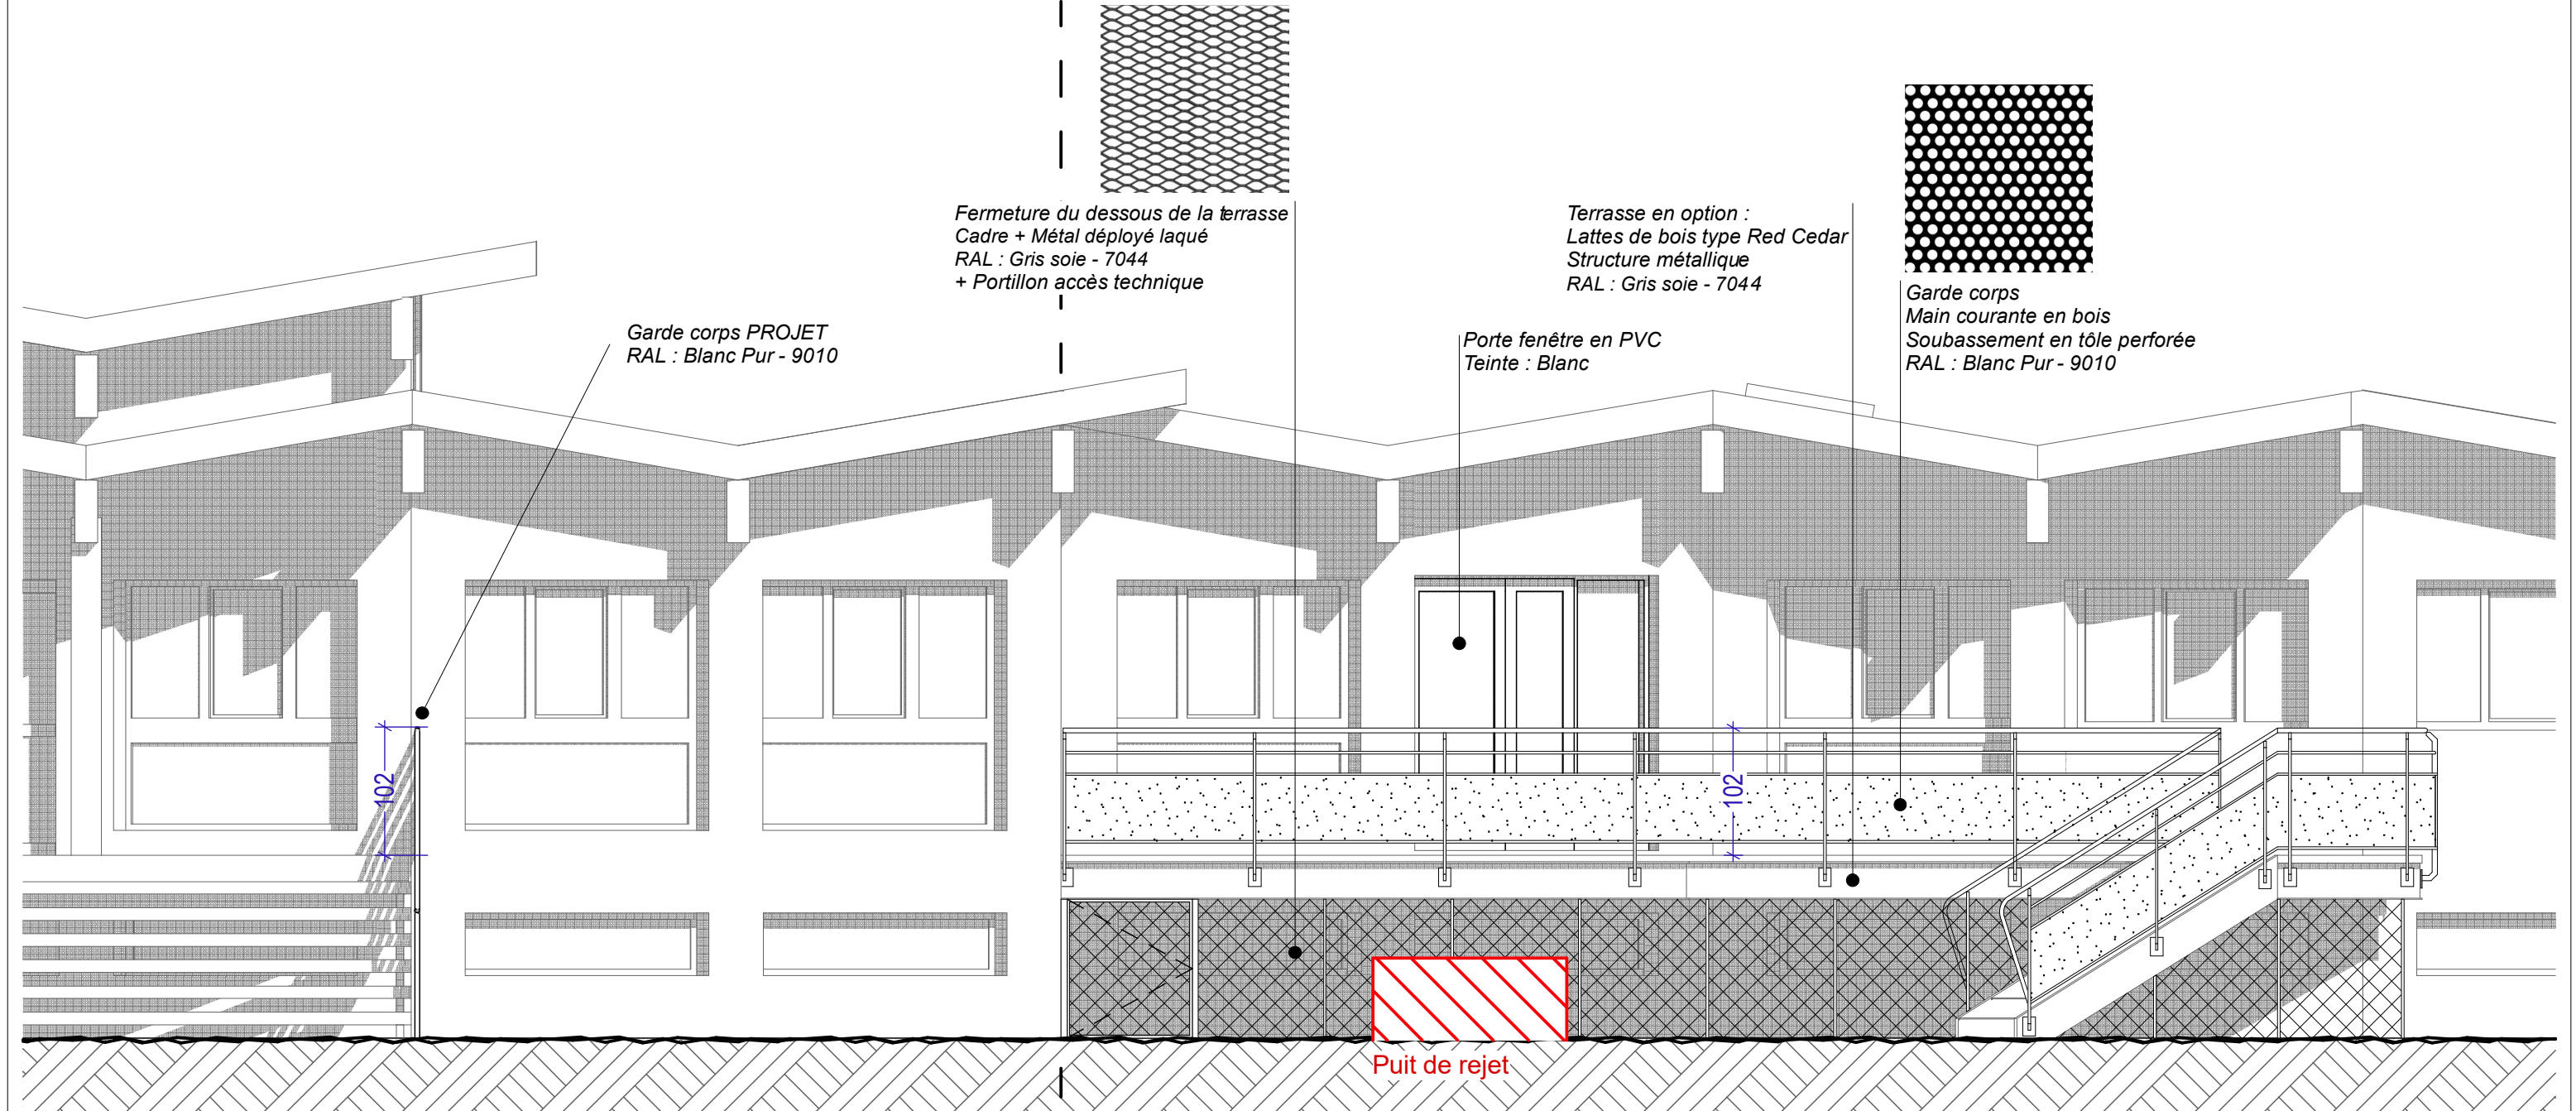 Fermeture du dessous de la terrasse
Cadre + Métal déployé laqué
RAL : Gris soie - 7044
+ Portillon accès technique
Terrasse en option :
Lattes de bois type Red Cedar
Structure métallique
RAL : Gris soie - 7044
Garde corps
Main courante en bois
Soubassement en tôle perforée
RAL : Blanc Pur - 9010
Garde corps PROJET
RAL : Blanc Pur - 9010
Porte fenêtre en PVC
Teinte : Blanc
102
102
Puit de rejet